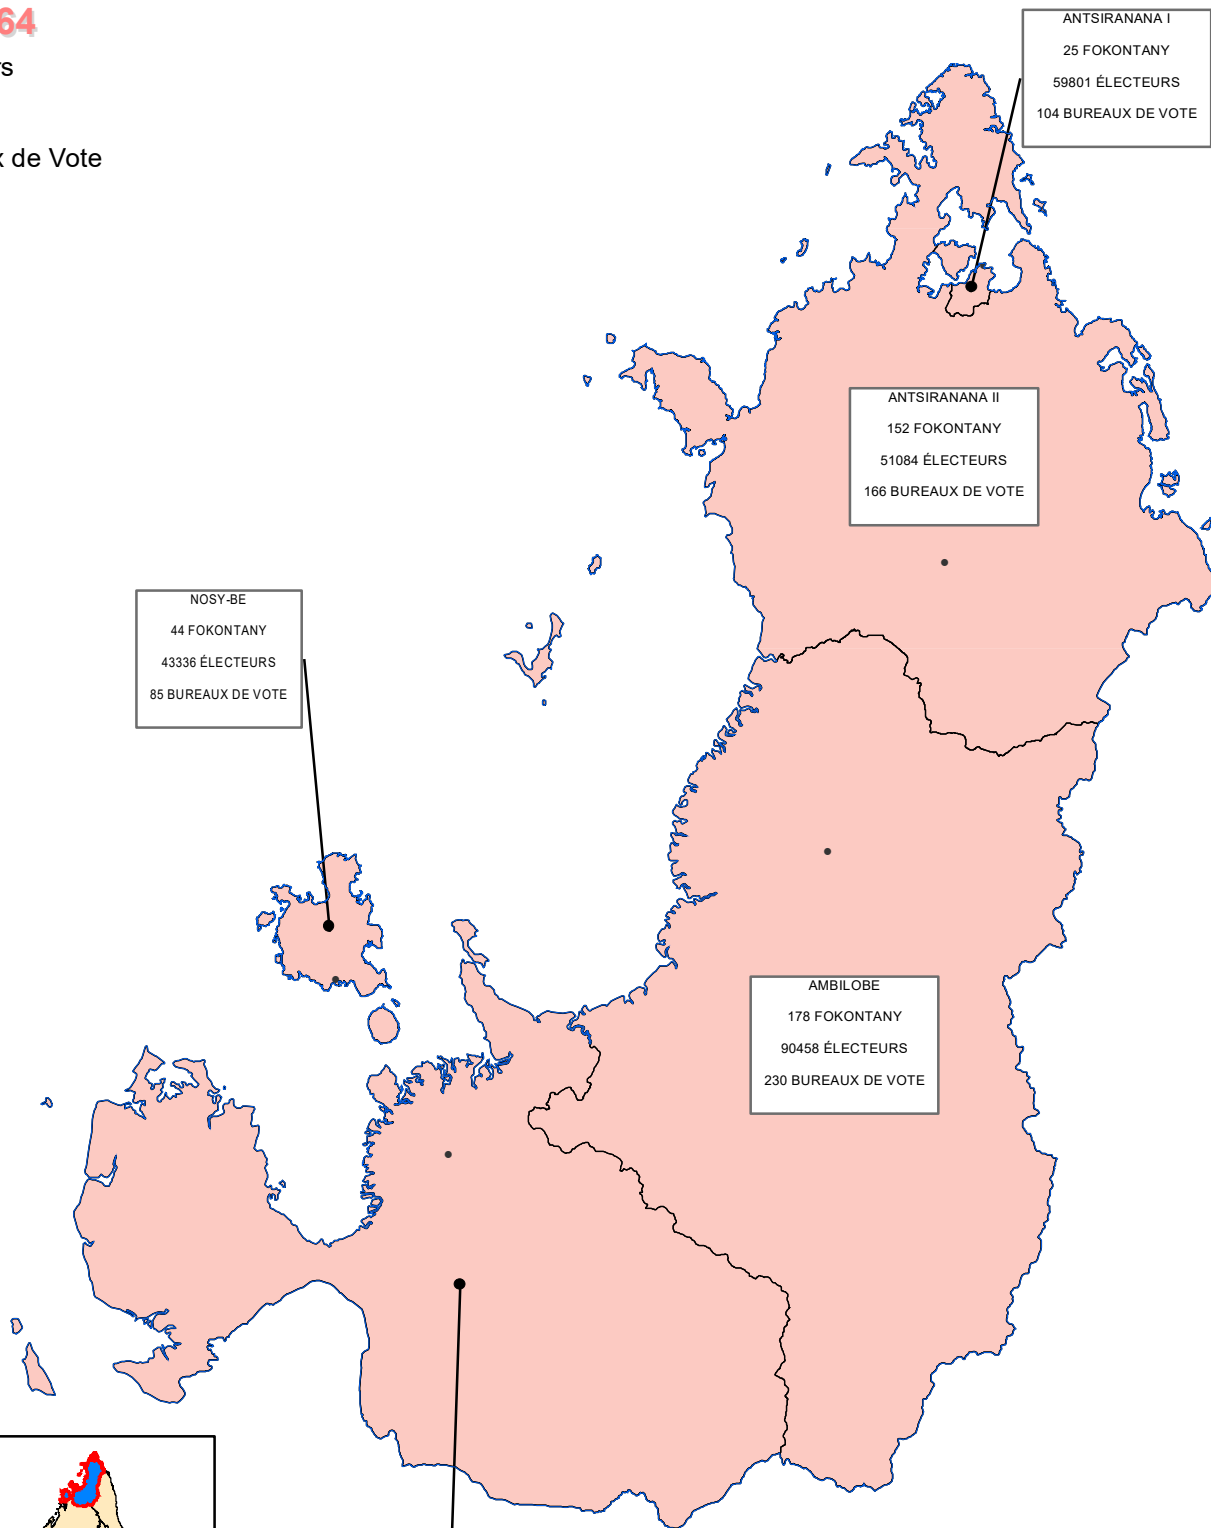 64
s
x de Vote
ANTSIRANANA I
25 FOKONTANY
59801 ÉLECTEURS
104 BUREAUX DE VOTE
ANTSIRANANA II
152 FOKONTANY
51084 ÉLECTEURS
166 BUREAUX DE VOTE
NOSY-BE
44 FOKONTANY
43336 ÉLECTEURS
85 BUREAUX DE VOTE
AMBILOBE
178 FOKONTANY
90458 ÉLECTEURS
230 BUREAUX DE VOTE